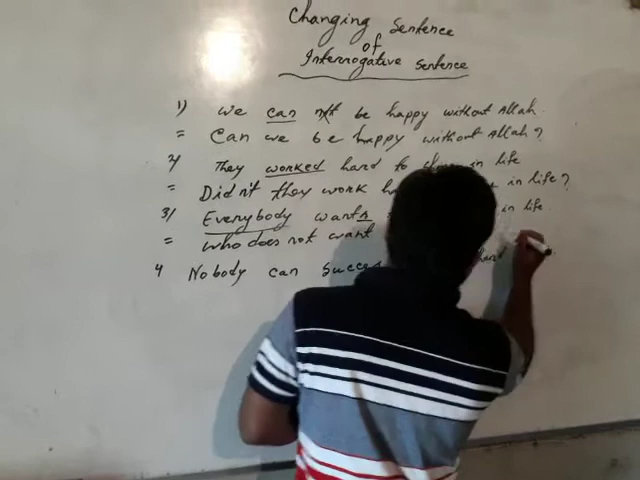 Changing Sentence
of
Interrogative sentence
1) We can not be happy without Allah.
= Can we be happy without Allah?
2) They worked hard to in life
= Didn't they work in life?
3) Everybody wants in life.
= who does not want
4 Nobody can hard